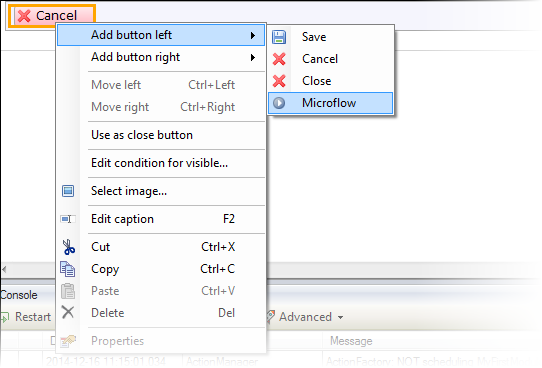 Cancel
Add button left
Save
Add button right
Cancel
Close
Move left Ctrl+Left
Microflow
Move right Ctrl+Right
Use as close button
Edit condition for visible...
Select image...
Edit caption F2
Cut Ctrl+X
Copy Ctrl+C
Console
Paste Ctrl+V
Restart
Delete Del
Advanced
Properties
Message
2014-12-16 11:15:01.034 ActionManager
ActionFactory: NOT scheduling